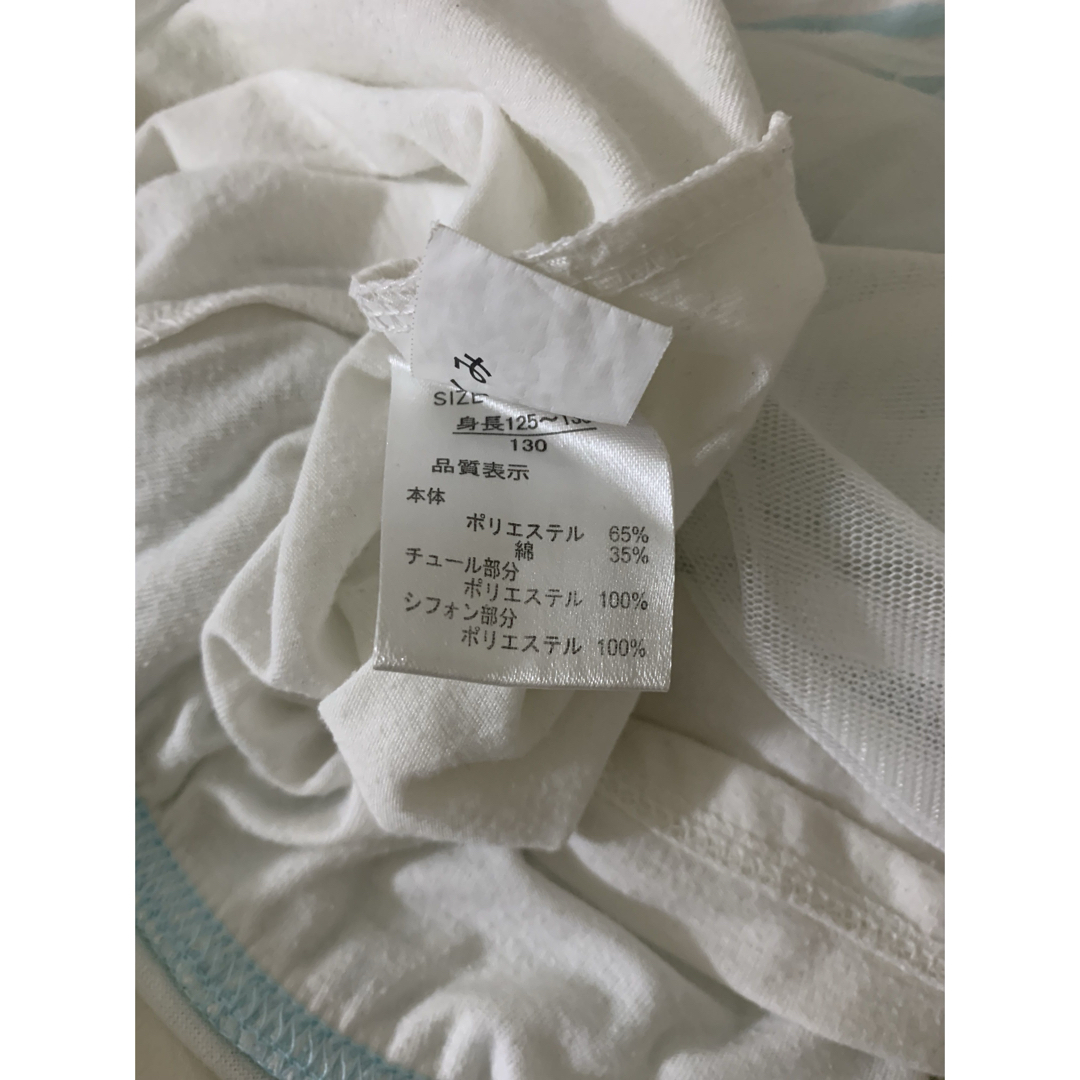 SIZE
身長125〜
130
品質表示
本体
ポリエステル 65%
綿 35%
チュール部分
ポリエステル 100%
シフォン部分
ポリエステル 100%